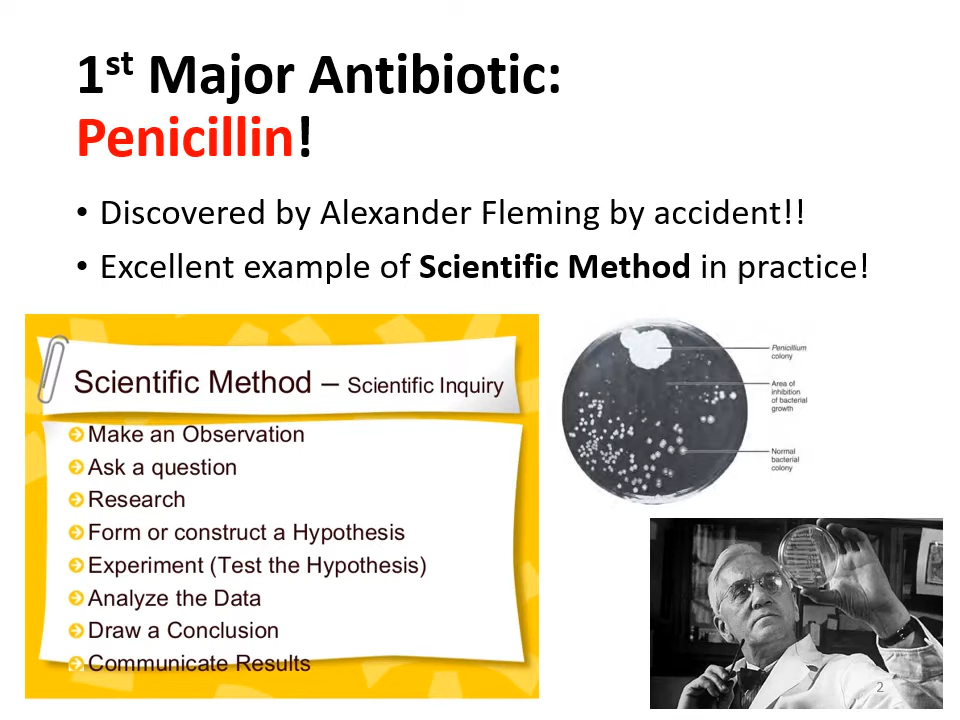 1st Major Antibiotic:
Penicillin!
• Discovered by Alexander Fleming by accident!!
• Excellent example of Scientific Method in practice!
Scientific Method – Scientific Inquiry
Make an Observation
Ask a question
Research
Form or construct a Hypothesis
Experiment (Test the Hypothesis)
Analyze the Data
Draw a Conclusion
Communicate Results
Penicillium
colony
Area of
inhibition
of bacterial
growth
Normal
bacterial
colony
2